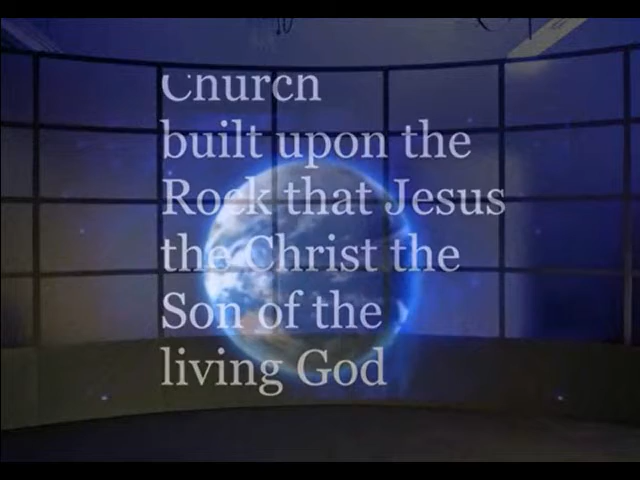 Church
built upon the
Rock that Jesus
the Christ the
Son of the
living God